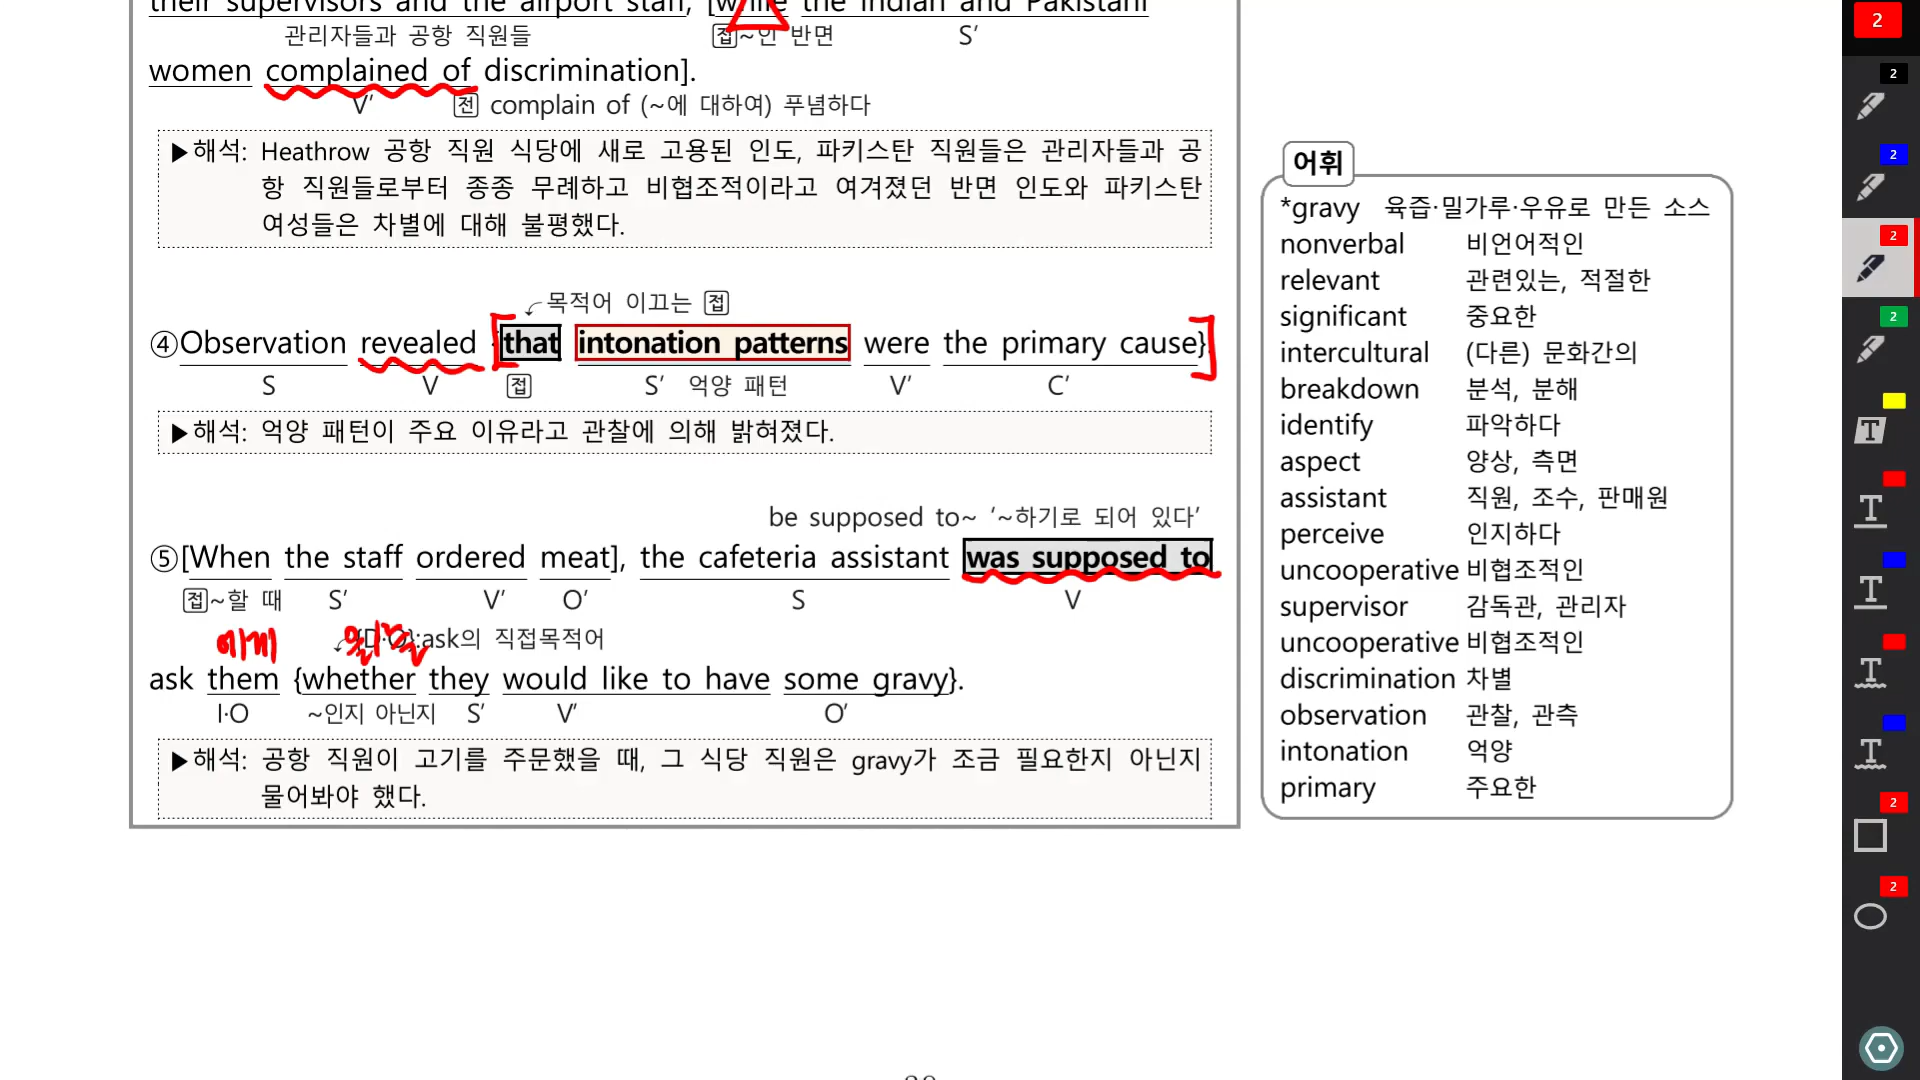 their supervisors and the airport staff, [while the Indian and Pakistani
관리자들과 공항 직원들 접~인 반면 S′
women complained of discrimination].
V′ 전 complain of (~에 대하여) 푸념하다
▶해석: Heathrow 공항 직원 식당에 새로 고용된 인도, 파키스탄 직원들은 관리자들과 공
항 직원들로부터 종종 무례하고 비협조적이라고 여겨졌던 반면 인도와 파키스탄
여성들은 차별에 대해 불평했다.
목적어 이끄는 접
④Observation revealed {that intonation patterns were the primary cause}.
S V 접 S′ 억양 패턴 V′ C′
▶해석: 억양 패턴이 주요 이유라고 관찰에 의해 밝혀졌다.
be supposed to~ ‘~하기로 되어 있다’
⑤[When the staff ordered meat], the cafeteria assistant was supposed to
접~할 때 S′ V′ O′ S V
에게 (D·O):ask의 직접목적어
ask them {whether they would like to have some gravy}.
I·O ~인지 아닌지 S′ V′ O′
▶해석: 공항 직원이 고기를 주문했을 때, 그 식당 직원은 gravy가 조금 필요한지 아닌지
물어봐야 했다.
어휘
*gravy 육즙·밀가루·우유로 만든 소스
nonverbal 비언어적인
relevant 관련있는, 적절한
significant 중요한
intercultural (다른) 문화간의
breakdown 분석, 분해
identify 파악하다
aspect 양상, 측면
assistant 직원, 조수, 판매원
perceive 인지하다
uncooperative 비협조적인
supervisor 감독관, 관리자
uncooperative 비협조적인
discrimination 차별
observation 관찰, 관측
intonation 억양
primary 주요한
2
2
2
2
2
T
T
T
T
T
2
2